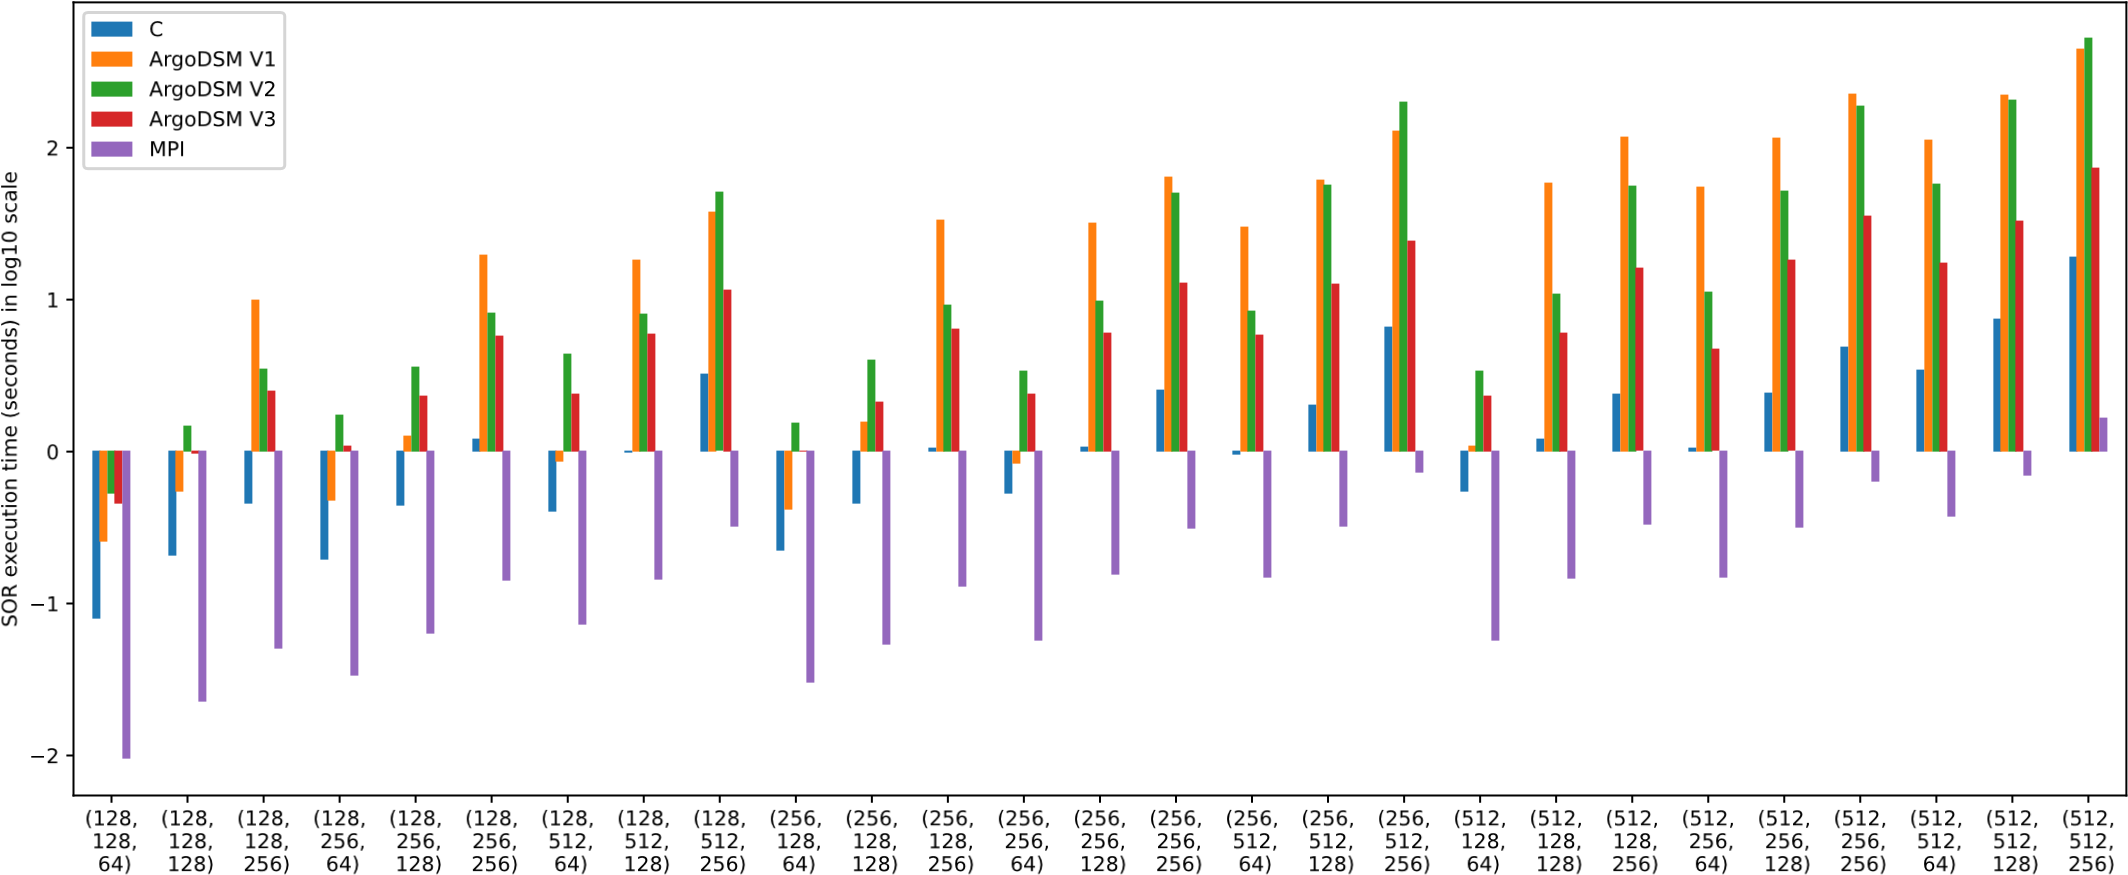 C
ArgoDSM V1
ArgoDSM V2
ArgoDSM V3
MPI
SOR execution time (seconds) in log10 scale
2
1
0
−1
−2
(128, (128, (128, (128, (128, (128, (128, (128, (128, (256, (256, (256, (256, (256, (256, (256, (256, (256, (512, (512, (512, (512, (512, (512, (512, (512, (512,
128, 128, 128, 256, 256, 256, 512, 512, 512, 128, 128, 128, 256, 256, 256, 512, 512, 512, 128, 128, 128, 256, 256, 256, 512, 512, 512,
64) 128) 256) 64) 128) 256) 64) 128) 256) 64) 128) 256) 64) 128) 256) 64) 128) 256) 64) 128) 256) 64) 128) 256) 64) 128) 256)